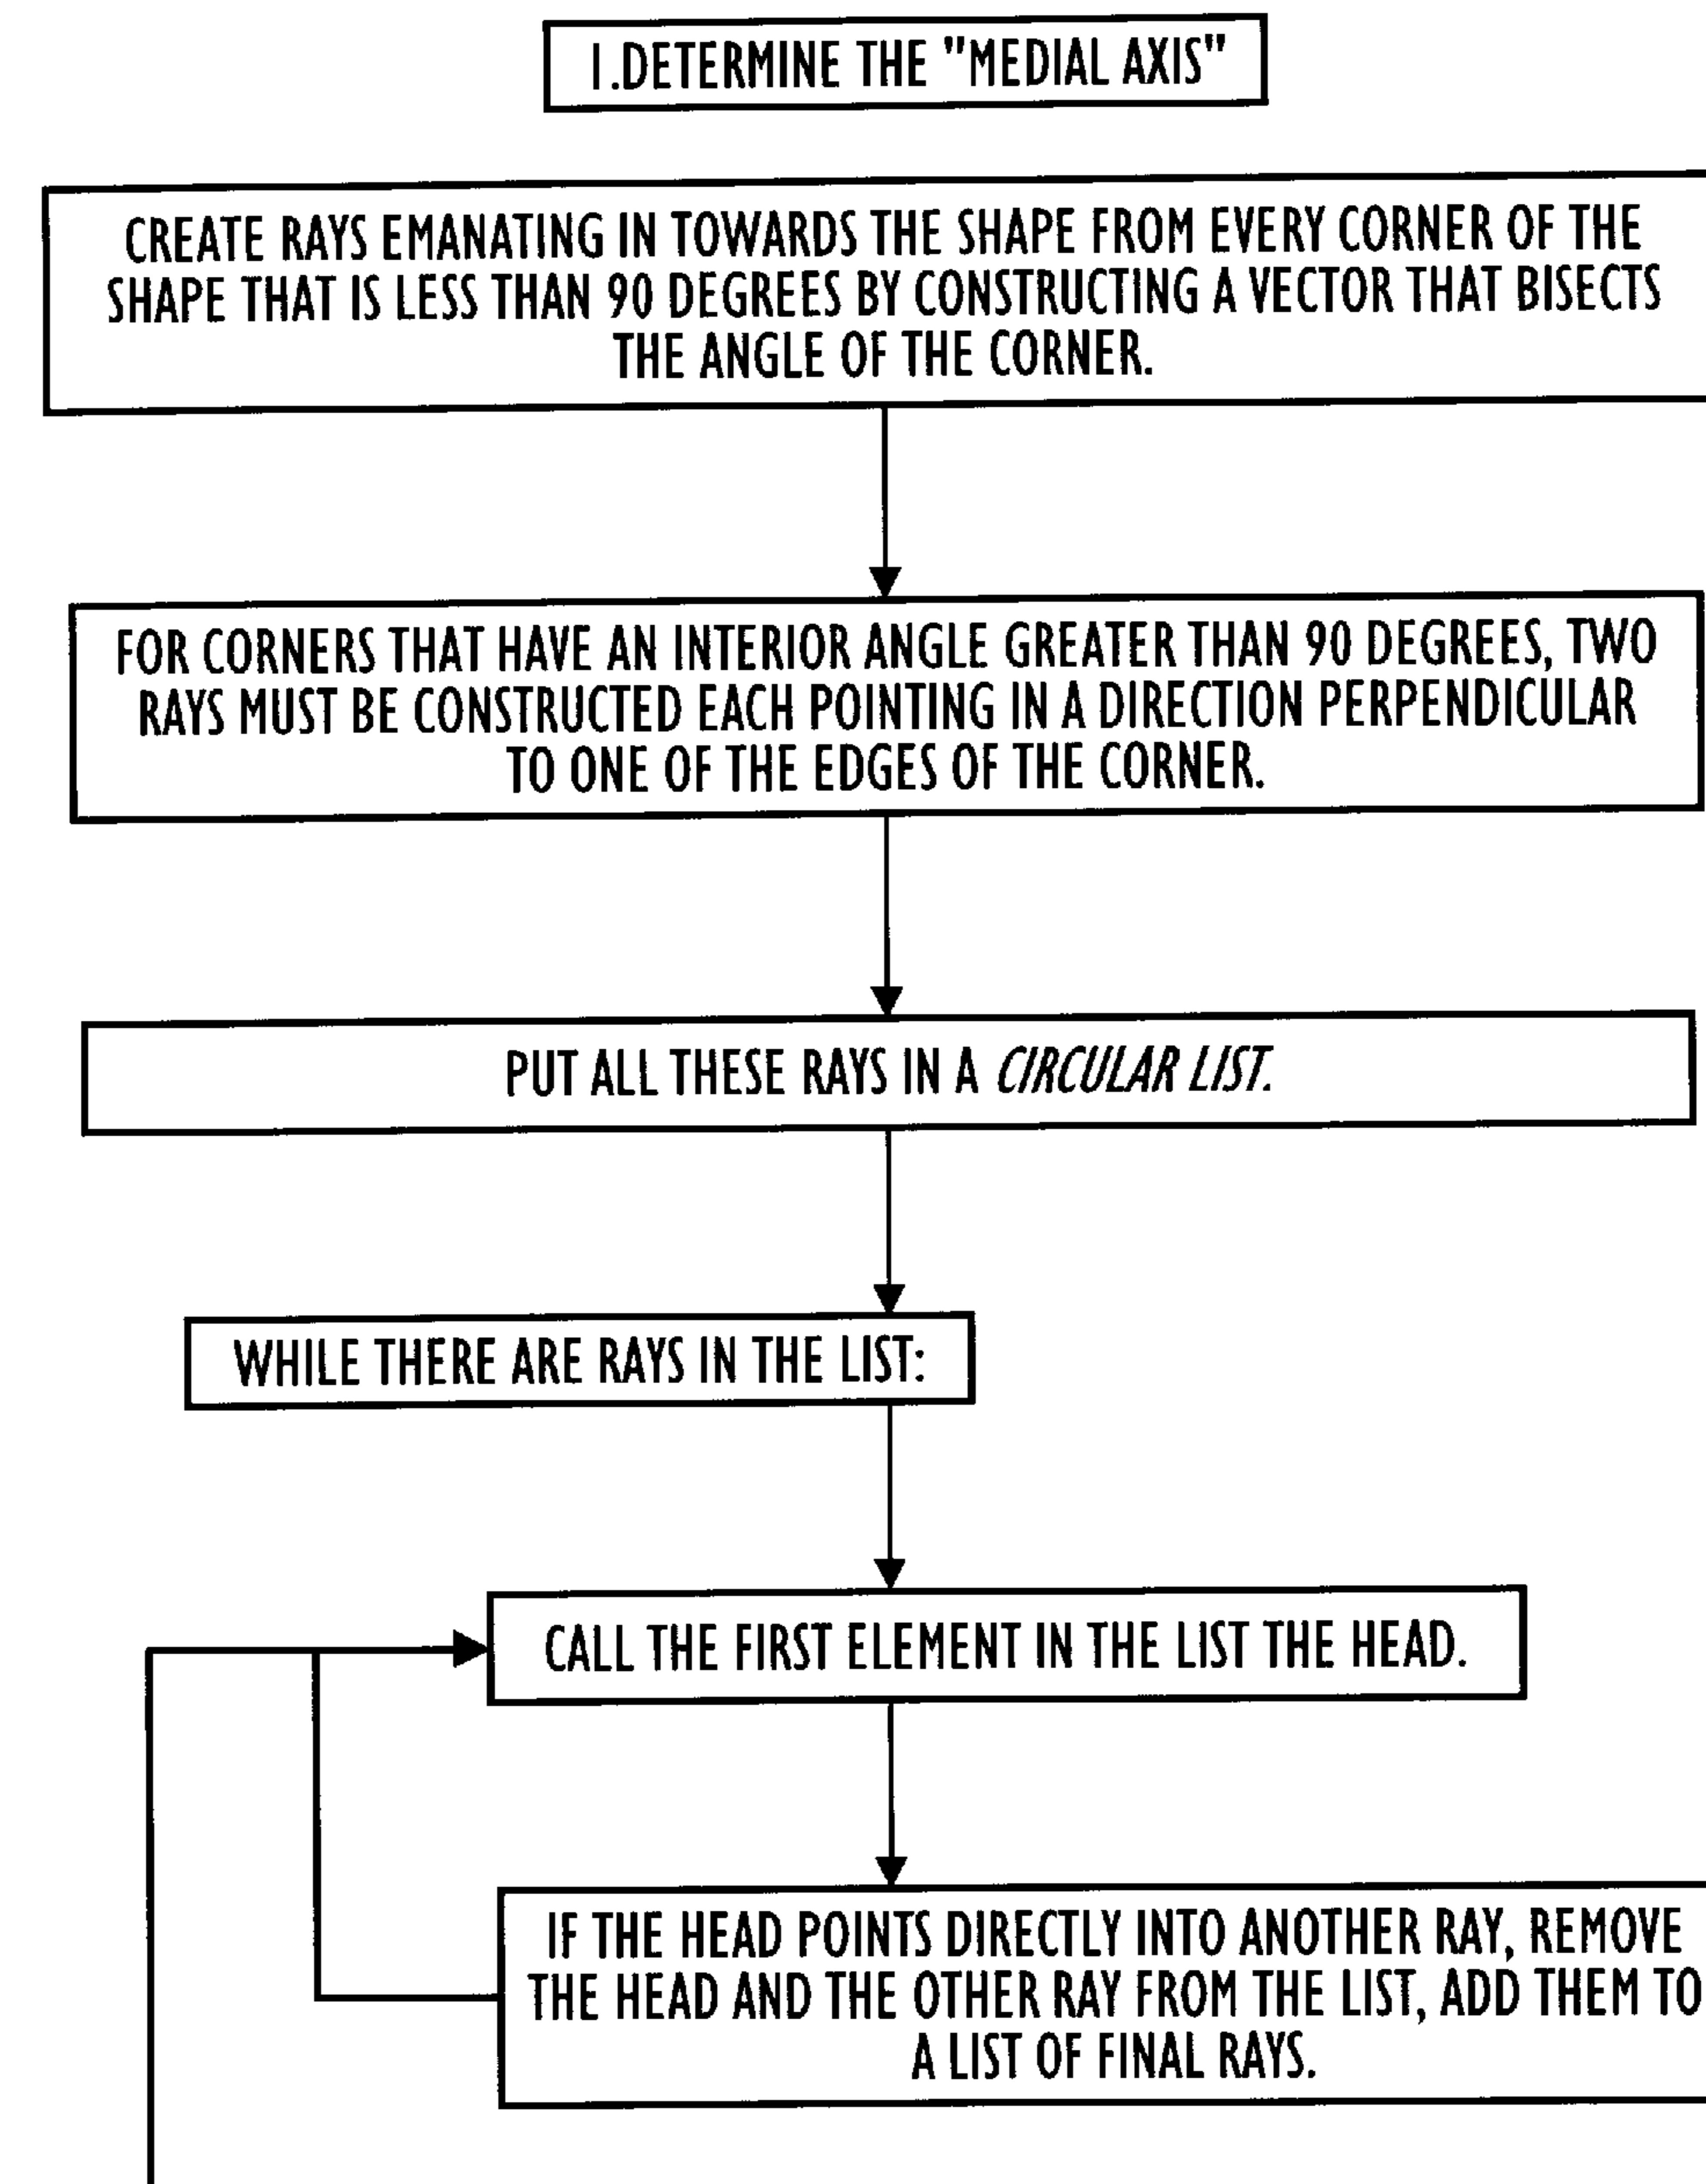 1.DETERMINE THE "MEDIAL AXIS"
CREATE RAYS EMANATING IN TOWARDS THE SHAPE FROM EVERY CORNER OF THE
SHAPE THAT IS LESS THAN 90 DEGREES BY CONSTRUCTING A VECTOR THAT BISECTS
THE ANGLE OF THE CORNER.
FOR CORNERS THAT HAVE AN INTERIOR ANGLE GREATER THAN 90 DEGREES, TWO
RAYS MUST BE CONSTRUCTED EACH POINTING IN A DIRECTION PERPENDICULAR
TO ONE OF THE EDGES OF THE CORNER.
PUT ALL THESE RAYS IN A CIRCULAR LIST.
WHILE THERE ARE RAYS IN THE LIST:
CALL THE FIRST ELEMENT IN THE LIST THE HEAD.
IF THE HEAD POINTS DIRECTLY INTO ANOTHER RAY, REMOVE
THE HEAD AND THE OTHER RAY FROM THE LIST, ADD THEM TO
A LIST OF FINAL RAYS.